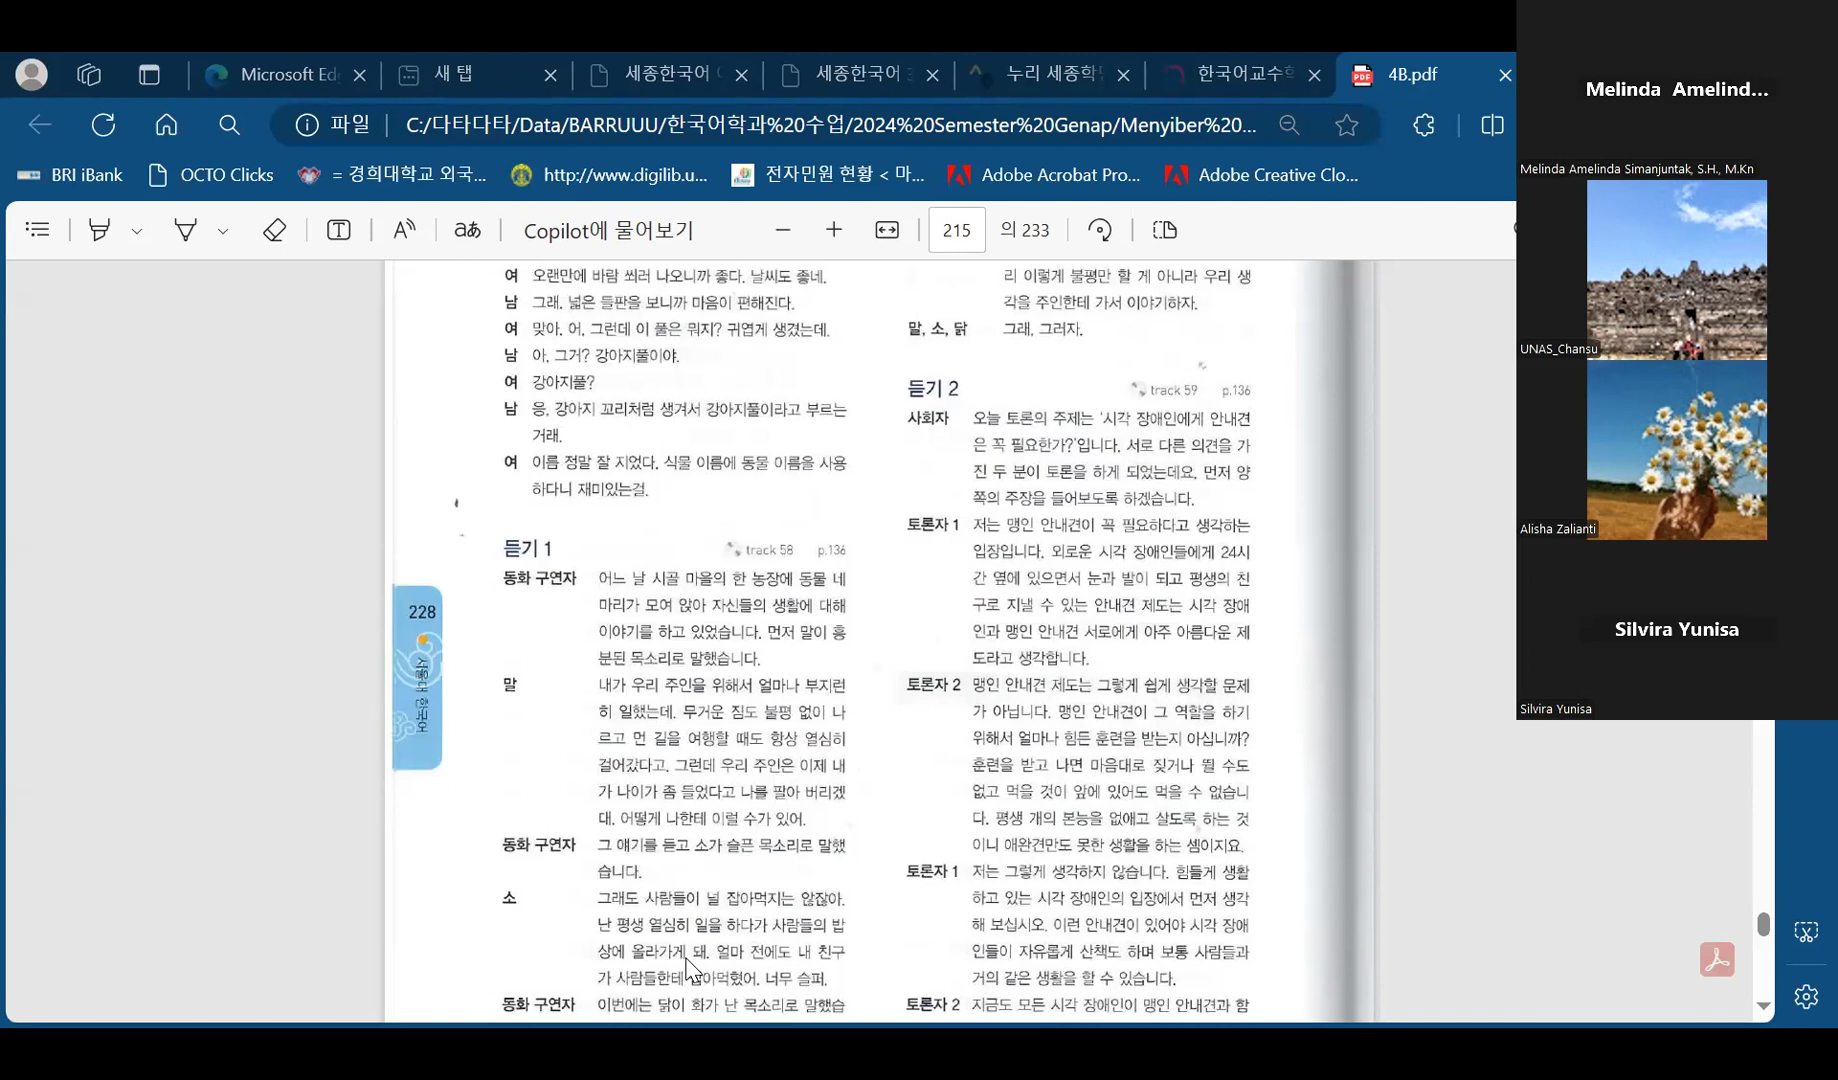 Microsoft Ed
새 탭
세종한국어
세종한국어
누리 세종학
한국어교수학
4B.pdf
파일
C:/다타다타/Data/BARRUUU/한국어학과%20수업/2024%20Semester%20Genap/Menyiber%20...
BRI iBank
OCTO Clicks
= 경희대학교 외국...
http://www.digilib.u...
전자민원 현황 < 마...
Adobe Acrobat Pro...
Adobe Creative Clo...
Copilot에 물어보기
215 의 233
여 오랜만에 바람 쐬러 나오니까 좋다. 날씨도 좋네.
남 그래. 넓은 들판을 보니까 마음이 편해진다.
여 맞아. 어, 그런데 이 풀은 뭐지? 귀엽게 생겼는데.
남 아, 그거? 강아지풀이야.
여 강아지풀?
남 응, 강아지 꼬리처럼 생겨서 강아지풀이라고 부르는
거래.
여 이름 정말 잘 지었다. 식물 이름에 동물 이름을 사용
하다니 재미있는걸.
듣기 1 track 58 p.136
동화 구연자 어느 날 시골 마을의 한 농장에 동물 네
마리가 모여 앉아 자신들의 생활에 대해
이야기를 하고 있었습니다. 먼저 말이 흥
분된 목소리로 말했습니다.
말 내가 우리 주인을 위해서 얼마나 부지런
히 일했는데. 무거운 짐도 불평 없이 나
르고 먼 길을 여행할 때도 항상 열심히
걸어갔다고. 그런데 우리 주인은 이제 내
가 나이가 좀 들었다고 나를 팔아 버리겠
대. 어떻게 나한테 이럴 수가 있어.
동화 구연자 그 얘기를 듣고 소가 슬픈 목소리로 말했
습니다.
소 그래도 사람들이 널 잡아먹지는 않잖아.
난 평생 열심히 일을 하다가 사람들의 밥
상에 올라가게 돼. 얼마 전에도 내 친구
가 사람들한테 아먹혔어. 너무 슬퍼.
동화 구연자 이번에는 닭이 화가 난 목소리로 말했습
228
서울대 한국어
리 이렇게 불평만 할 게 아니라 우리 생
각을 주인한테 가서 이야기하자.
말, 소, 닭 그래, 그러자.
듣기 2 track 59 p.136
사회자 오늘 토론의 주제는 '시각 장애인에게 안내견
은 꼭 필요한가?'입니다. 서로 다른 의견을 가
진 두 분이 토론을 하게 되었는데요, 먼저 양
쪽의 주장을 들어보도록 하겠습니다.
토론자 1 저는 맹인 안내견이 꼭 필요하다고 생각하는
입장입니다. 외로운 시각 장애인들에게 24시
간 옆에 있으면서 눈과 발이 되고 평생의 친
구로 지낼 수 있는 안내견 제도는 시각 장애
인과 맹인 안내견 서로에게 아주 아름다운 제
도라고 생각합니다.
토론자 2 맹인 안내견 제도는 그렇게 쉽게 생각할 문제
가 아닙니다. 맹인 안내견이 그 역할을 하기
위해서 얼마나 힘든 훈련을 받는지 아십니까?
훈련을 받고 나면 마음대로 짖거나 뛸 수도
없고 먹을 것이 앞에 있어도 먹을 수 없습니
다. 평생 개의 본능을 없애고 살도록 하는 것
이니 애완견만도 못한 생활을 하는 셈이지요.
토론자 1 저는 그렇게 생각하지 않습니다. 힘들게 생활
하고 있는 시각 장애인의 입장에서 먼저 생각
해 보십시오. 이런 안내견이 있어야 시각 장애
인들이 자유롭게 산책도 하며 보통 사람들과
거의 같은 생활을 할 수 있습니다.
토론자 2 지금도 모든 시각 장애인이 맹인 안내견과 함
Melinda Amelind...
Melinda Amelinda Simanjuntak, S.H., M.Kn
UNAS_Chansu
Alisha Zalianti
Silvira Yunisa
Silvira Yunisa